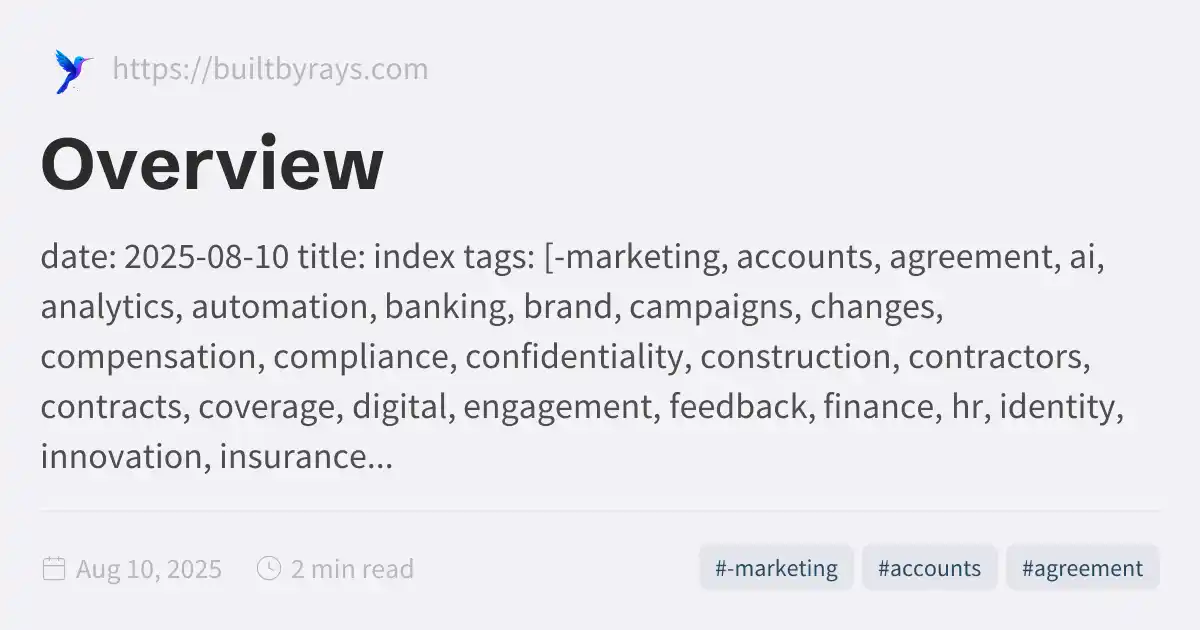 https://builtbyrays.com
Overview
date: 2025-08-10 title: index tags: [-marketing, accounts, agreement, ai,
analytics, automation, banking, brand, campaigns, changes,
compensation, compliance, confidentiality, construction, contractors,
contracts, coverage, digital, engagement, feedback, finance, hr, identity,
innovation, insurance...
Aug 10, 2025 2 min read #-marketing #accounts #agreement